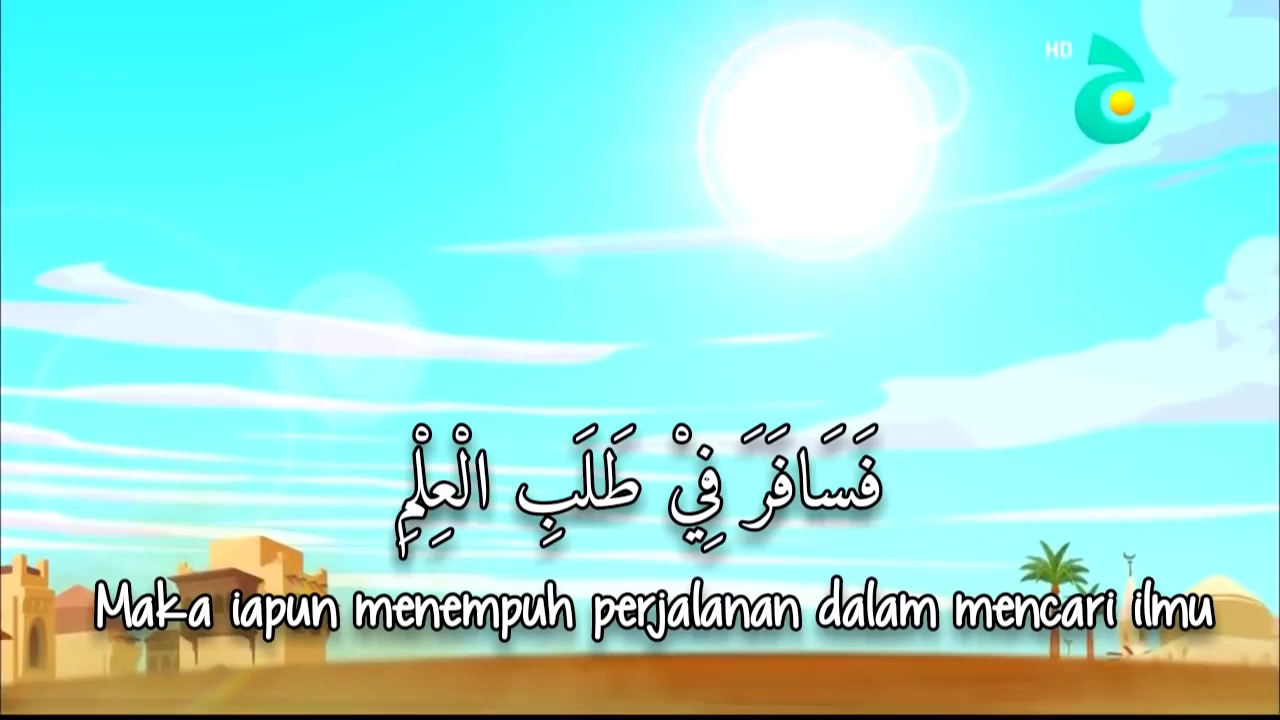 HD
فَسَافَرَ فِيْ طَلَبِ الْعِلْمِ
Maka iapun menempuh perjalanan dalam mencari ilmu